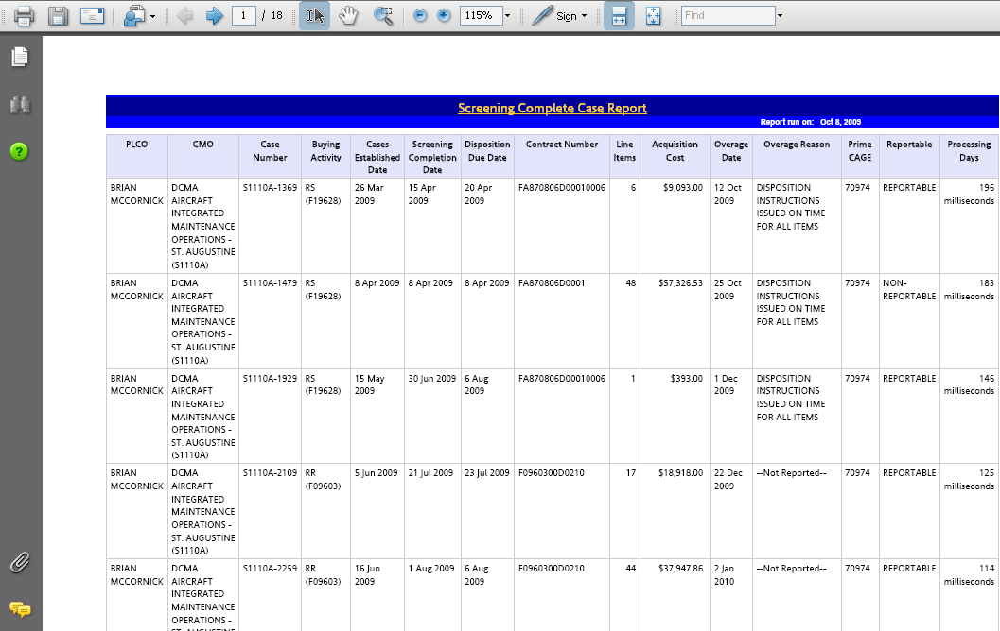 1 / 18 115% Sign Find
Screening Complete Case Report
Report run on: Oct 8, 2009
PLCO CMO Case Number Buying Activity Cases Established Date Screening Completion Date Disposition Due Date Contract Number Line Items Acquisition Cost Overage Date Overage Reason Prime CAGE Reportable Processing Days
BRIAN MCCORNICK DCMA AIRCRAFT INTEGRATED MAINTENANCE OPERATIONS - ST. AUGUSTINE (S1110A) S1110A-1369 RS (F19628) 26 Mar 2009 15 Apr 2009 20 Apr 2009 FA870806D00010006 6 $9,093.00 12 Oct 2009 DISPOSITION INSTRUCTIONS ISSUED ON TIME FOR ALL ITEMS 70974 REPORTABLE 196 milliseconds
BRIAN MCCORNICK DCMA AIRCRAFT INTEGRATED MAINTENANCE OPERATIONS - ST. AUGUSTINE (S1110A) S1110A-1479 RS (F19628) 8 Apr 2009 8 Apr 2009 8 Apr 2009 FA870806D0001 48 $57,326.53 25 Oct 2009 DISPOSITION INSTRUCTIONS ISSUED ON TIME FOR ALL ITEMS 70974 NON-REPORTABLE 183 milliseconds
BRIAN MCCORNICK DCMA AIRCRAFT INTEGRATED MAINTENANCE OPERATIONS - ST. AUGUSTINE (S1110A) S1110A-1929 RS (F19628) 15 May 2009 30 Jun 2009 6 Aug 2009 FA870806D00010006 1 $393.00 1 Dec 2009 DISPOSITION INSTRUCTIONS ISSUED ON TIME FOR ALL ITEMS 70974 REPORTABLE 146 milliseconds
BRIAN MCCORNICK DCMA AIRCRAFT INTEGRATED MAINTENANCE OPERATIONS - ST. AUGUSTINE (S1110A) S1110A-2109 RR (F09603) 5 Jun 2009 21 Jul 2009 23 Jul 2009 F0960300D0210 17 $18,918.00 22 Dec 2009 --Not Reported-- 70974 REPORTABLE 125 milliseconds
BRIAN MCCORNICK DCMA AIRCRAFT INTEGRATED MAINTENANCE OPERATIONS - S1110A-2259 RR (F09603) 16 Jun 2009 1 Aug 2009 6 Aug 2009 F0960300D0210 44 $37,947.86 2 Jan 2010 --Not Reported-- 70974 REPORTABLE 114 milliseconds